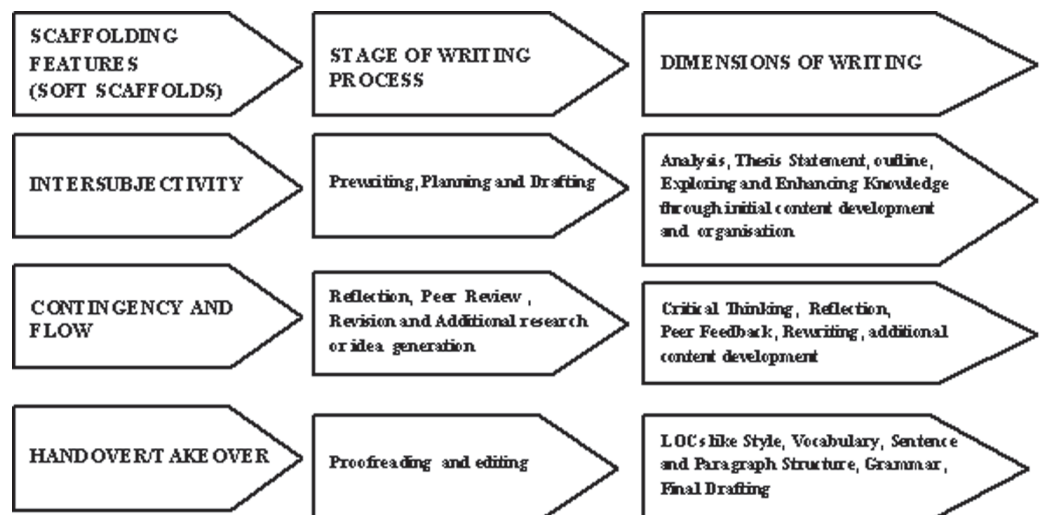 SCAFFOLDING
FEATURES
(SOFT SCAFFOLDS)
STAGE OF WRITING
PROCESS
DIMENSIONS OF WRITING
INTERSUBJECTIVITY
Prewriting, Planning and Drafting
Analysis, Thesis Statement, outline,
Exploring and Enhancing Knowledge
through initial content development
and organisation
CONTINGENCY AND
FLOW
Reflection, Peer Review,
Revision and Additional research
or idea generation
Critical Thinking, Reflection,
Peer Feedback, Rewriting, additional
content development
HANDOVER/TAKEOVER
Proofreading and editing
LOCs like Style, Vocabulary, Sentence
and Paragraph Structure, Grammar,
Final Drafting